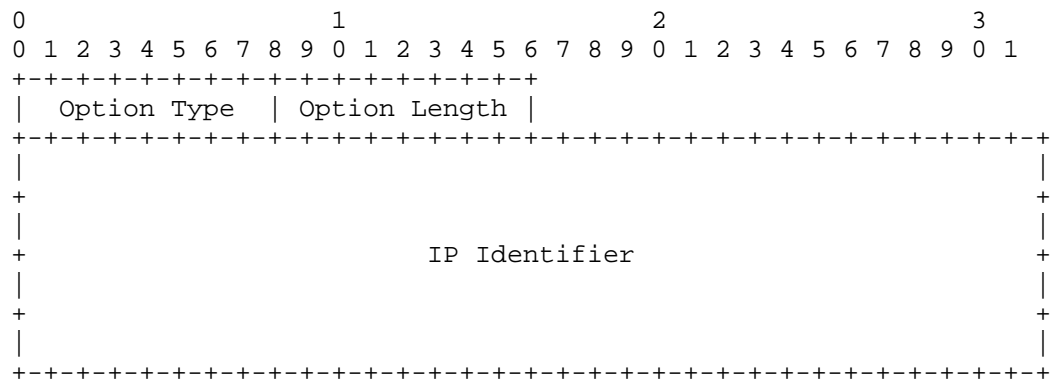 0                   1                   2                   3
0 1 2 3 4 5 6 7 8 9 0 1 2 3 4 5 6 7 8 9 0 1 2 3 4 5 6 7 8 9 0 1
+-+-+-+-+-+-+-+-+-+-+-+-+-+-+-+-+
|  Option Type  | Option Length |
+-+-+-+-+-+-+-+-+-+-+-+-+-+-+-+-+-+-+-+-+-+-+-+-+-+-+-+-+-+-+-+-+
|                                                               |
+                                                               +
|                                                               |
+                         IP Identifier                         +
|                                                               |
+                                                               +
|                                                               |
+-+-+-+-+-+-+-+-+-+-+-+-+-+-+-+-+-+-+-+-+-+-+-+-+-+-+-+-+-+-+-+-+